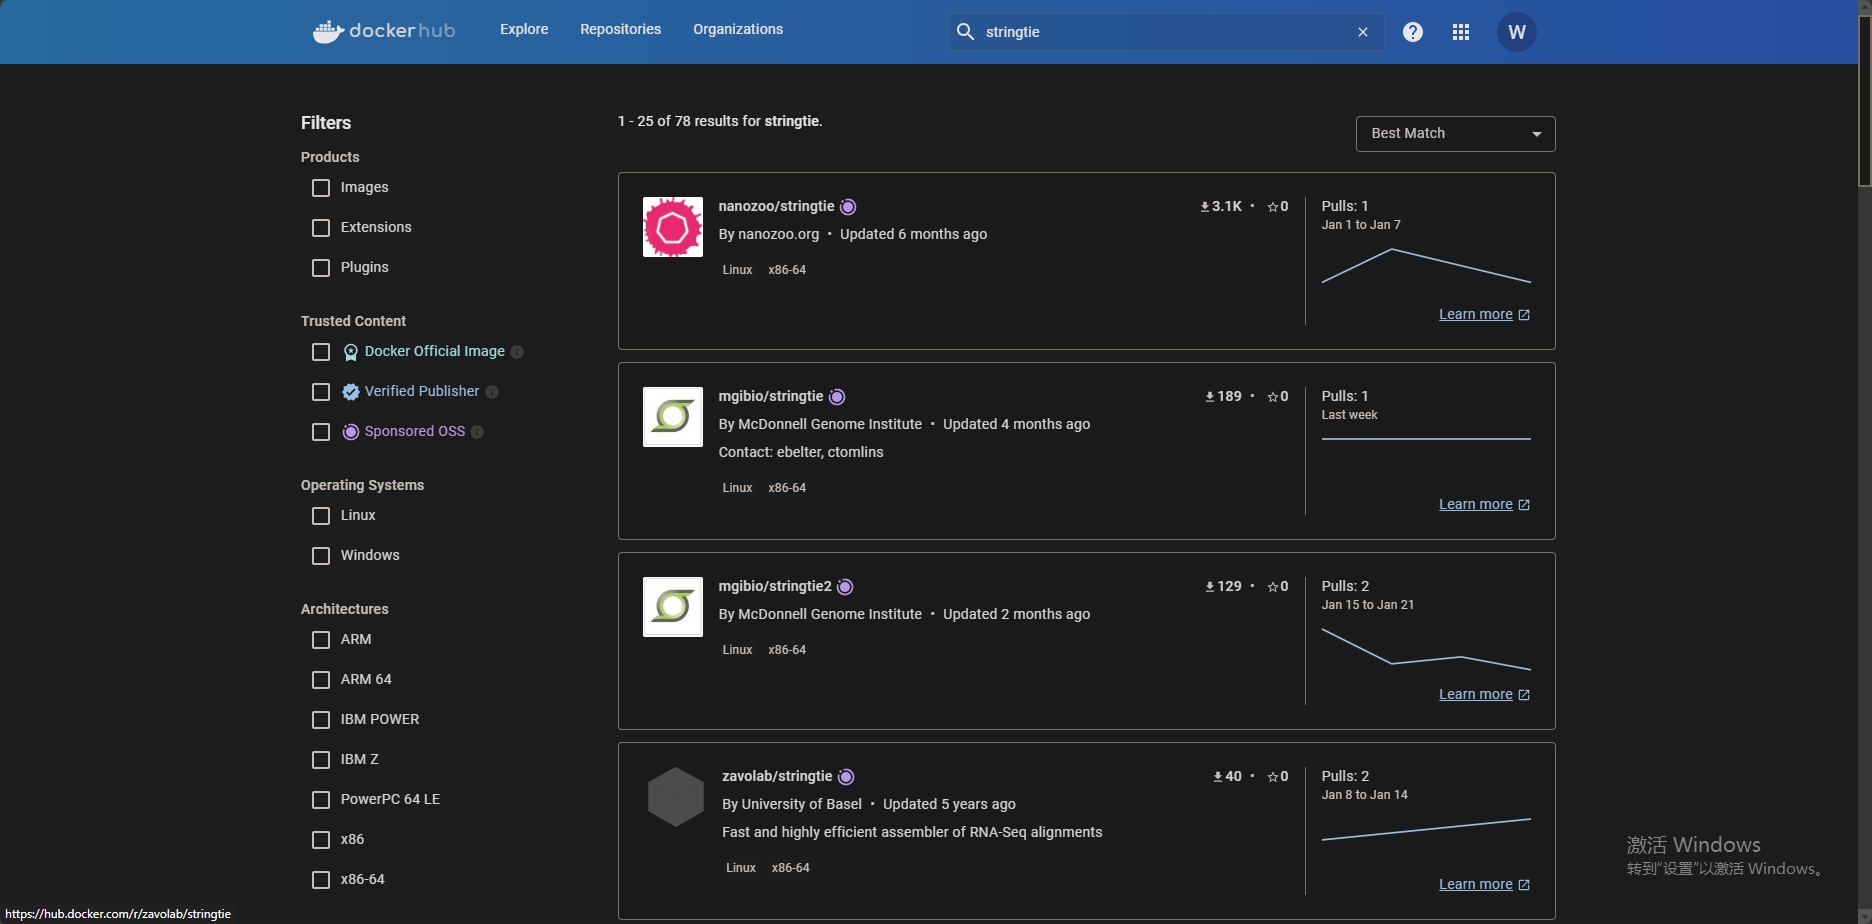 dockerhub
Explore
Repositories
Organizations
stringtie
W
Filters
Products
Images
Extensions
Plugins
Trusted Content
Docker Official Image
Verified Publisher
Sponsored OSS
Operating Systems
Linux
Windows
Architectures
ARM
ARM 64
IBM POWER
IBM Z
PowerPC 64 LE
x86
x86-64
1 - 25 of 78 results for stringtie.
Best Match
nanozoo/stringtie
3.1K • 0
By nanozoo.org • Updated 6 months ago
Linux x86-64
Pulls: 1
Jan 1 to Jan 7
Learn more
mgibio/stringtie
189 • 0
By McDonnell Genome Institute • Updated 4 months ago
Contact: ebelter, ctomlins
Linux x86-64
Pulls: 1
Last week
Learn more
mgibio/stringtie2
129 • 0
By McDonnell Genome Institute • Updated 2 months ago
Linux x86-64
Pulls: 2
Jan 15 to Jan 21
Learn more
zavolab/stringtie
40 • 0
By University of Basel • Updated 5 years ago
Fast and highly efficient assembler of RNA-Seq alignments
Linux x86-64
Pulls: 2
Jan 8 to Jan 14
Learn more
激活 Windows
转到“设置”以激活 Windows。
https://hub.docker.com/r/zavolab/stringtie